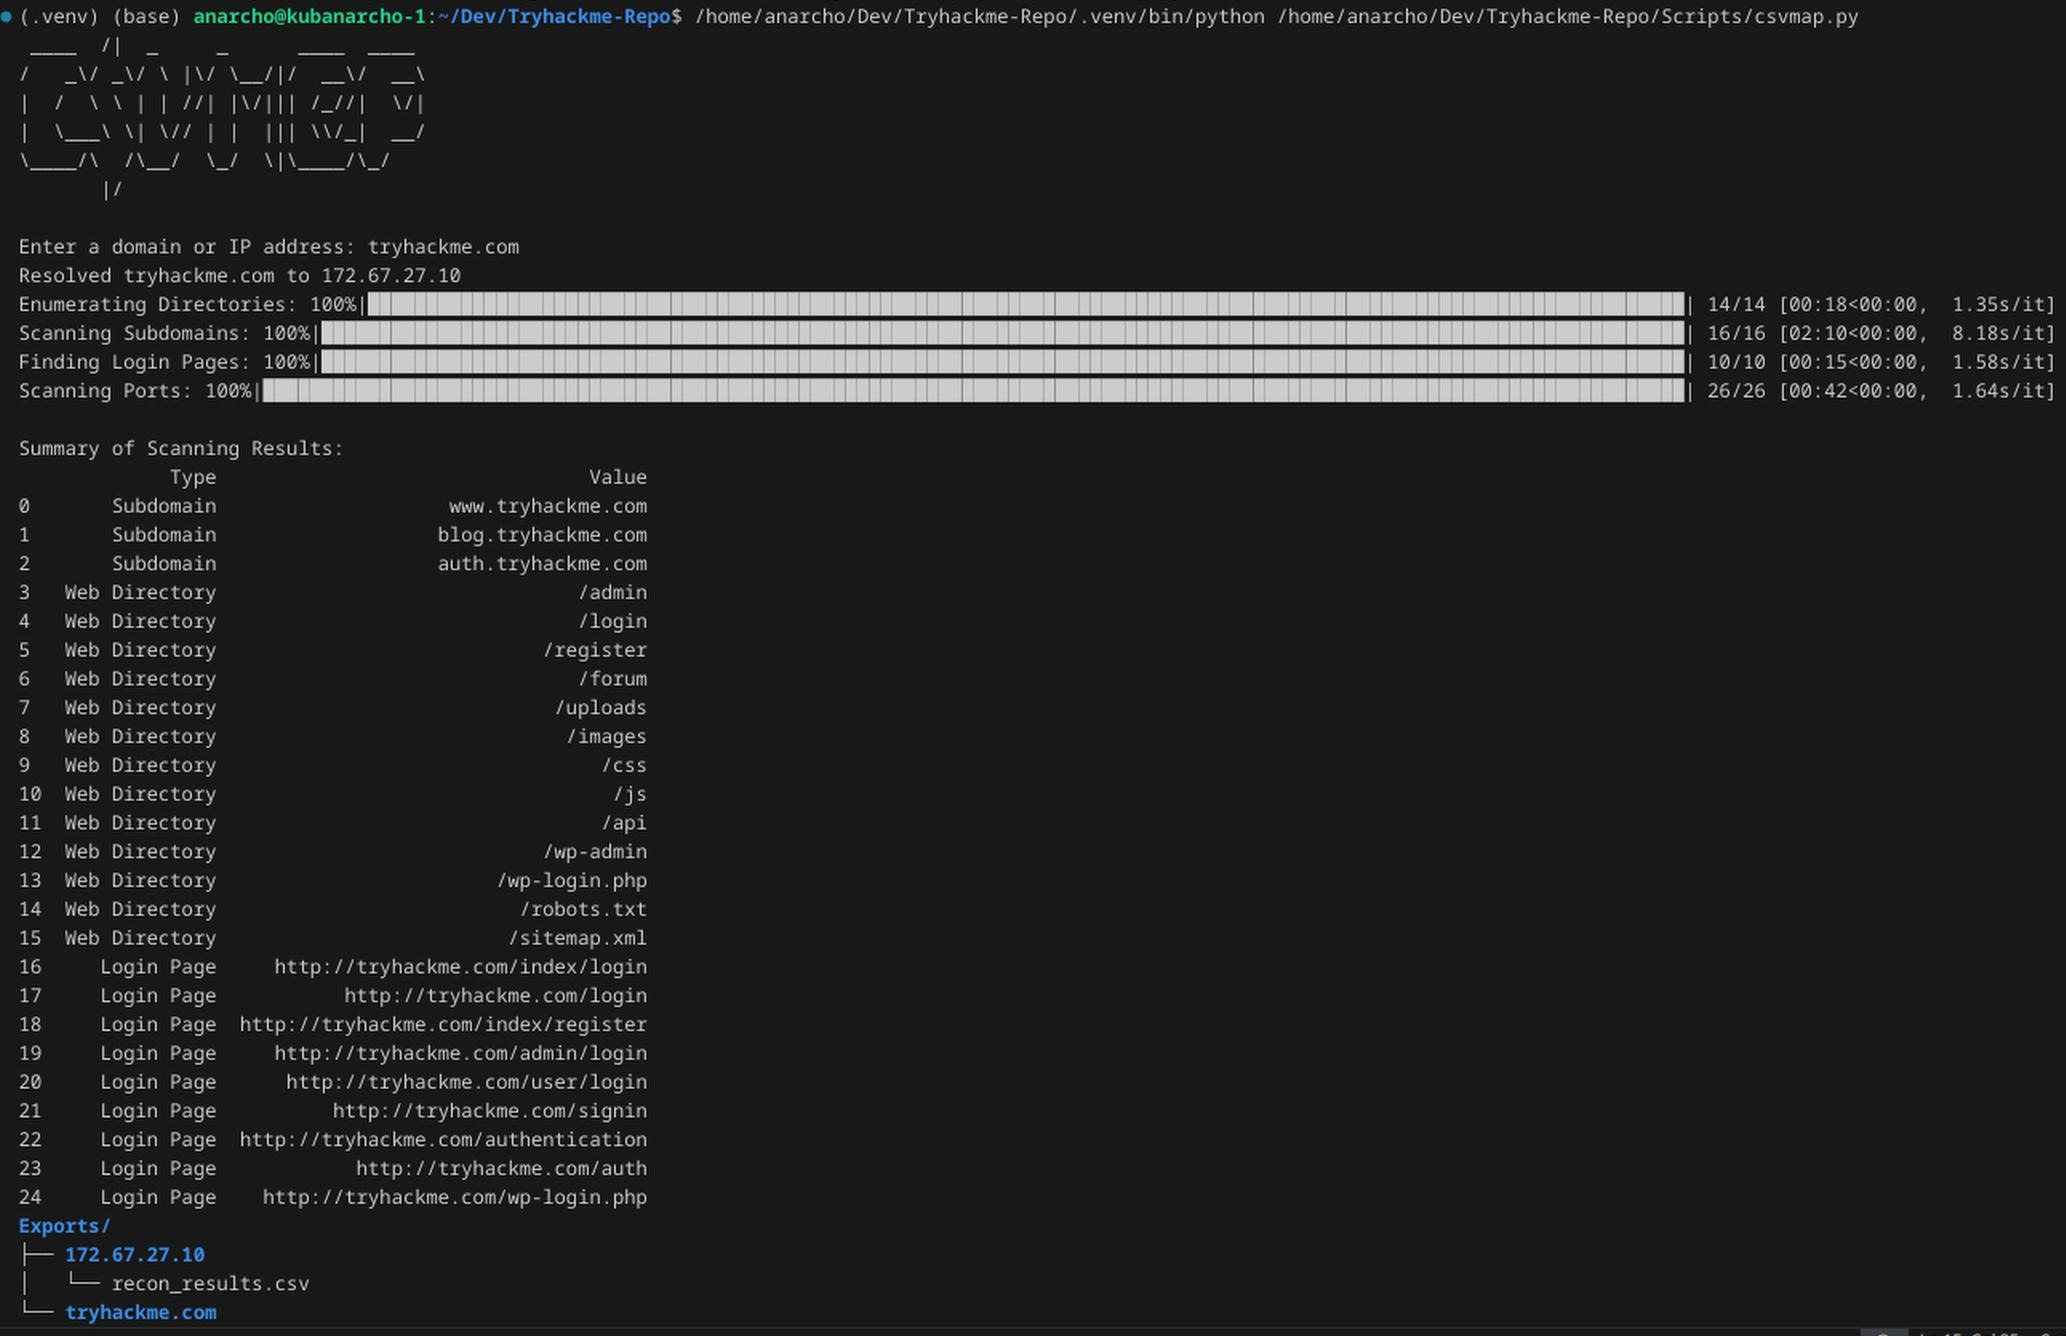 (.venv) (base) anarcho@kubanarcho-1:~/Dev/Tryhackme-Repo$ /home/anarcho/Dev/Tryhackme-Repo/.venv/bin/python /home/anarcho/Dev/Tryhackme-Repo/Scripts/csvmap.py
Enter a domain or IP address: tryhackme.com
Resolved tryhackme.com to 172.67.27.10
Enumerating Directories: 100%| | 14/14 [00:18<00:00, 1.35s/it]
Scanning Subdomains: 100%| | 16/16 [02:10<00:00, 8.18s/it]
Finding Login Pages: 100%| | 10/10 [00:15<00:00, 1.58s/it]
Scanning Ports: 100%| | 26/26 [00:42<00:00, 1.64s/it]
Summary of Scanning Results:
Type Value
0 Subdomain www.tryhackme.com
1 Subdomain blog.tryhackme.com
2 Subdomain auth.tryhackme.com
3 Web Directory /admin
4 Web Directory /login
5 Web Directory /register
6 Web Directory /forum
7 Web Directory /uploads
8 Web Directory /images
9 Web Directory /css
10 Web Directory /js
11 Web Directory /api
12 Web Directory /wp-admin
13 Web Directory /wp-login.php
14 Web Directory /robots.txt
15 Web Directory /sitemap.xml
16 Login Page http://tryhackme.com/index/login
17 Login Page http://tryhackme.com/login
18 Login Page http://tryhackme.com/index/register
19 Login Page http://tryhackme.com/admin/login
20 Login Page http://tryhackme.com/user/login
21 Login Page http://tryhackme.com/signin
22 Login Page http://tryhackme.com/authentication
23 Login Page http://tryhackme.com/auth
24 Login Page http://tryhackme.com/wp-login.php
Exports/
├── 172.67.27.10
│   └── recon_results.csv
└── tryhackme.com